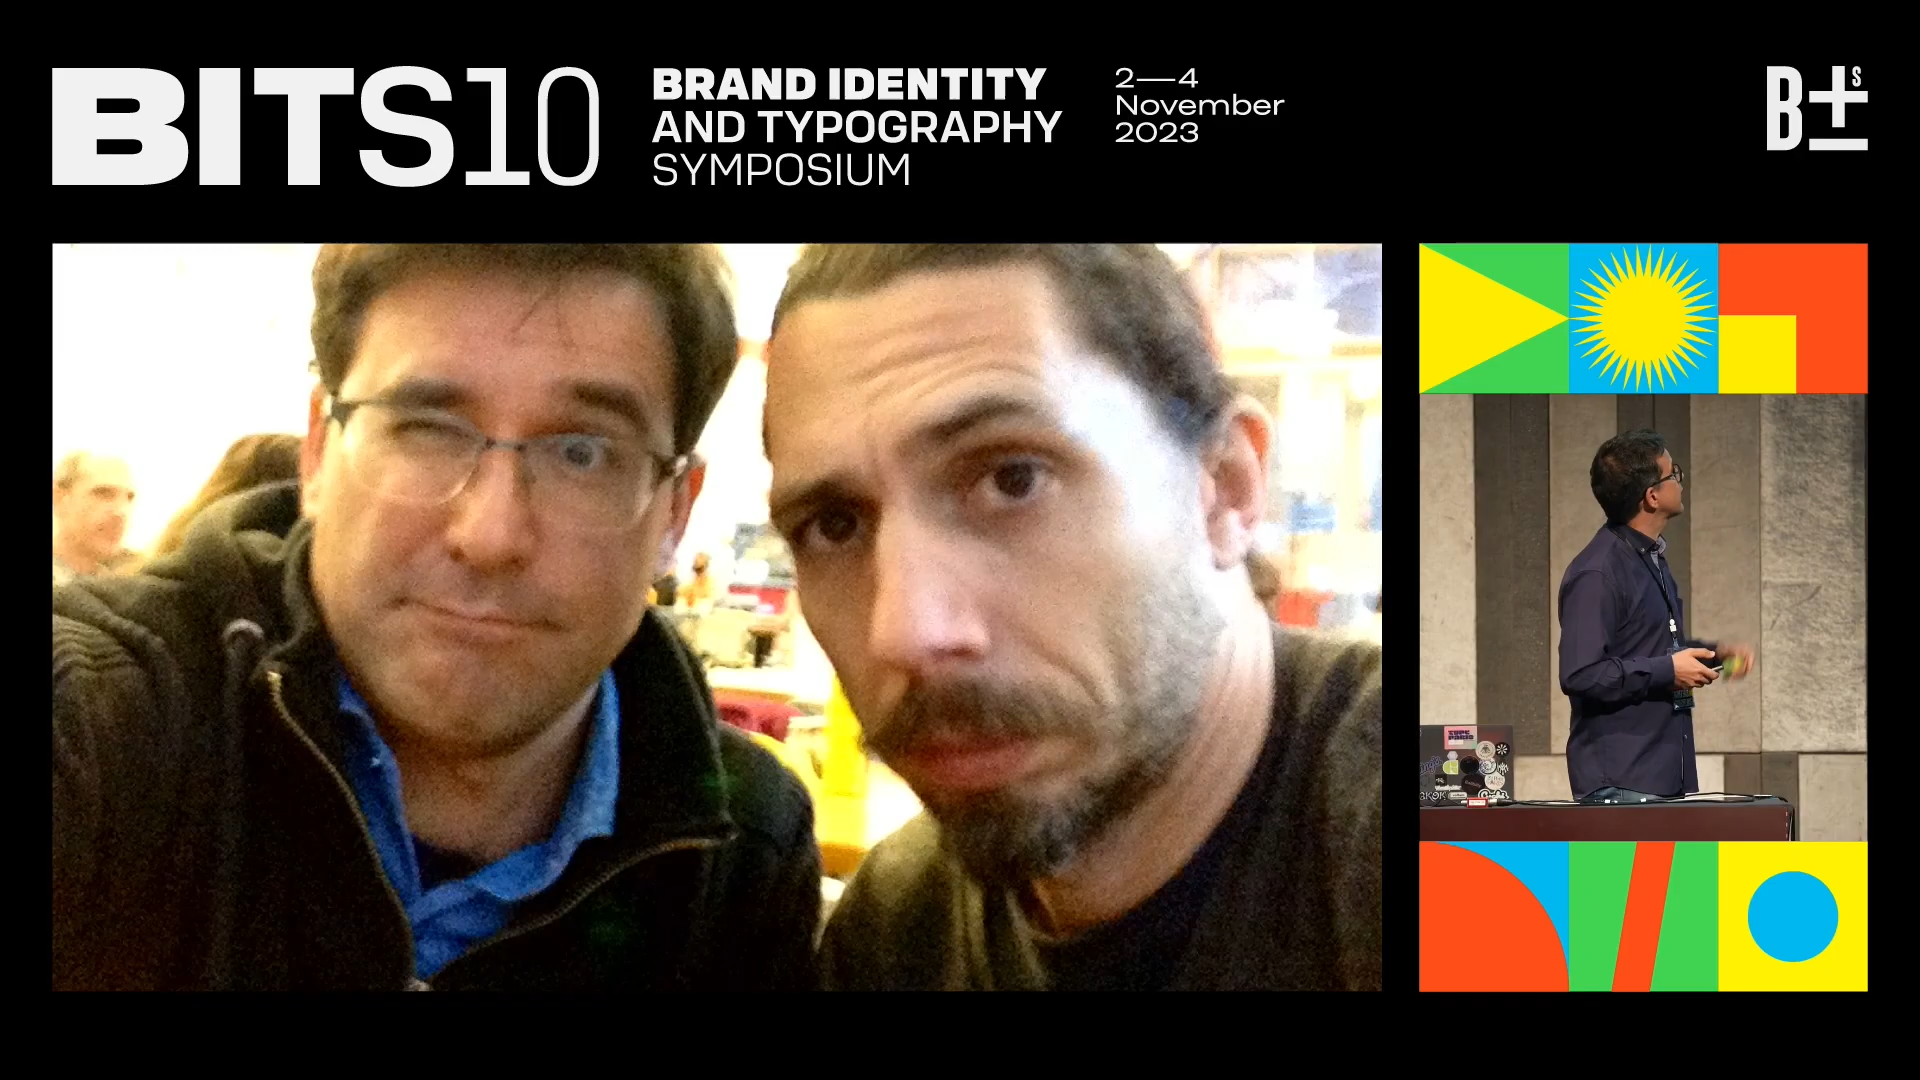 BITS10
BRAND IDENTITY
AND TYPOGRAPHY
SYMPOSIUM
2—4
November
2023
B±s